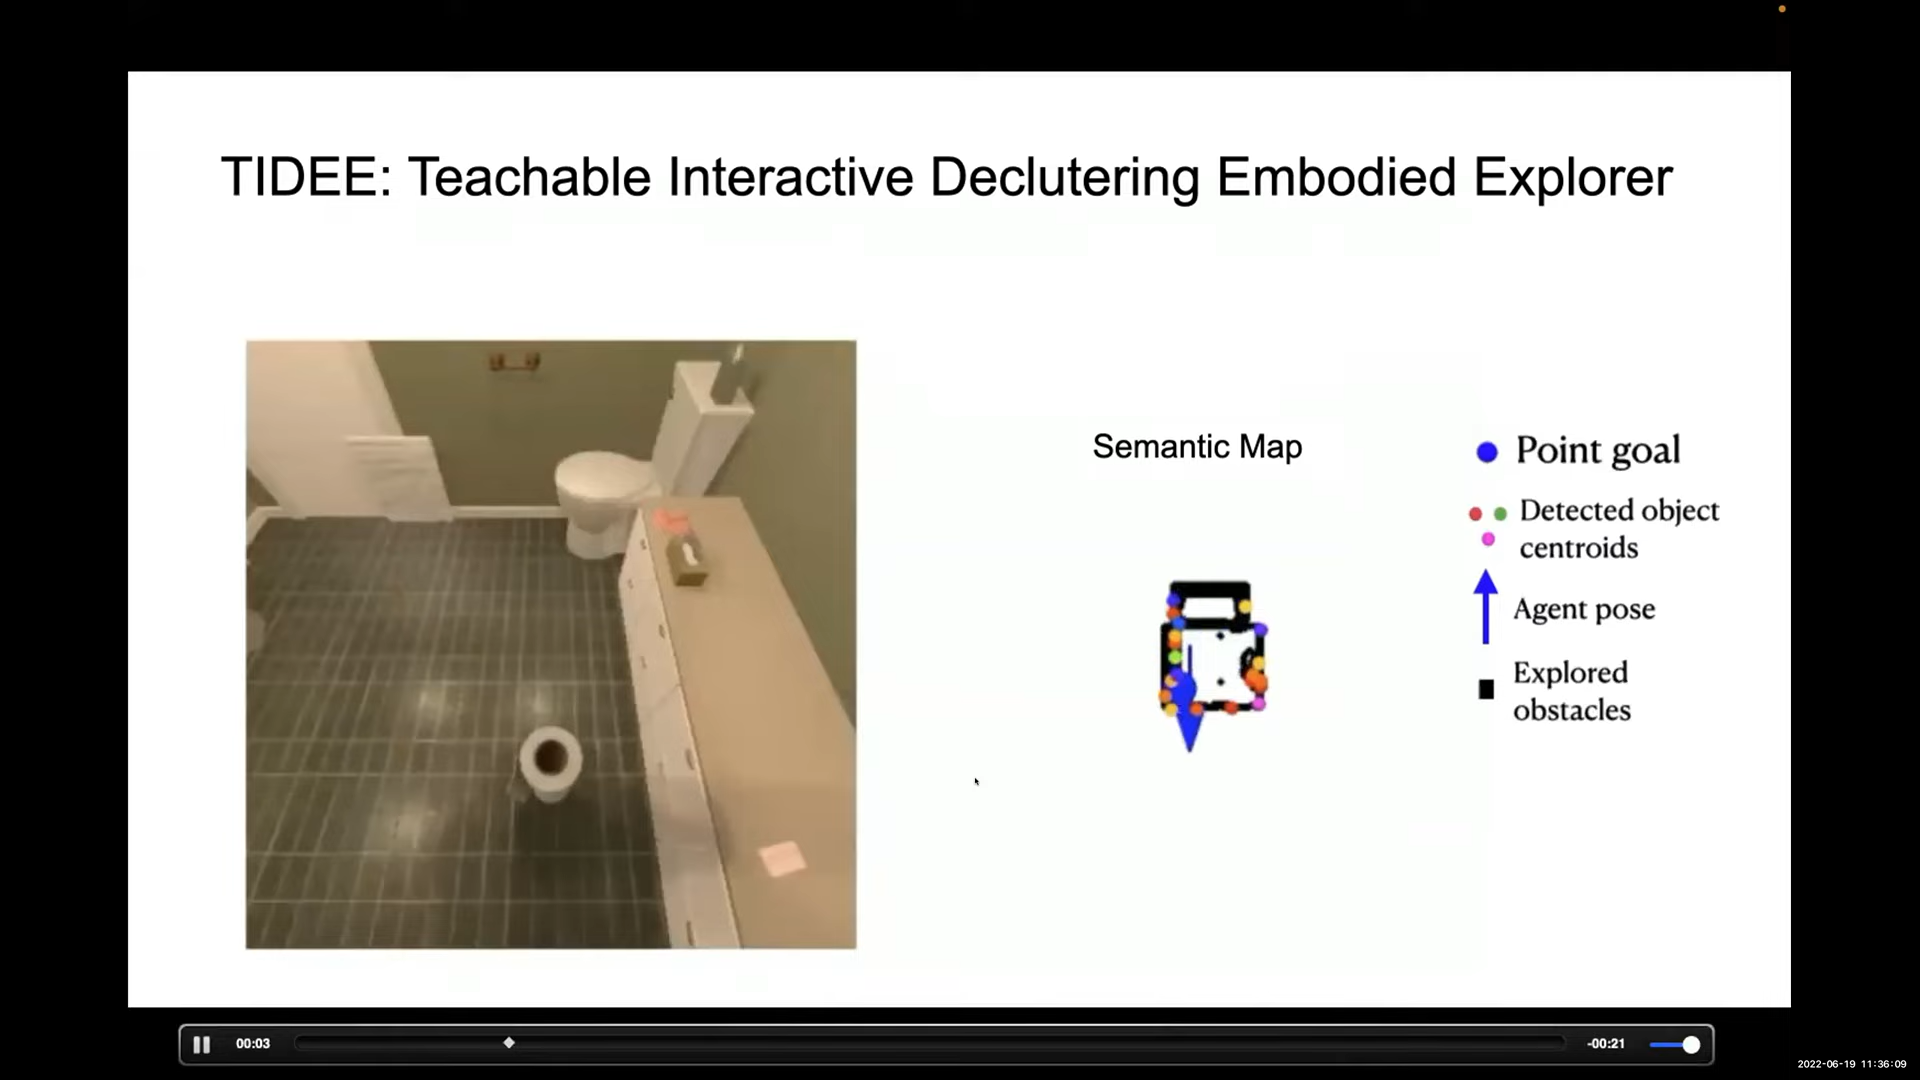 TIDEE: Teachable Interactive Declutering Embodied Explorer
Semantic Map
Point goal
Detected object
centroids
Agent pose
Explored
obstacles
00:03
-00:21
2022-06-19 11:36:09